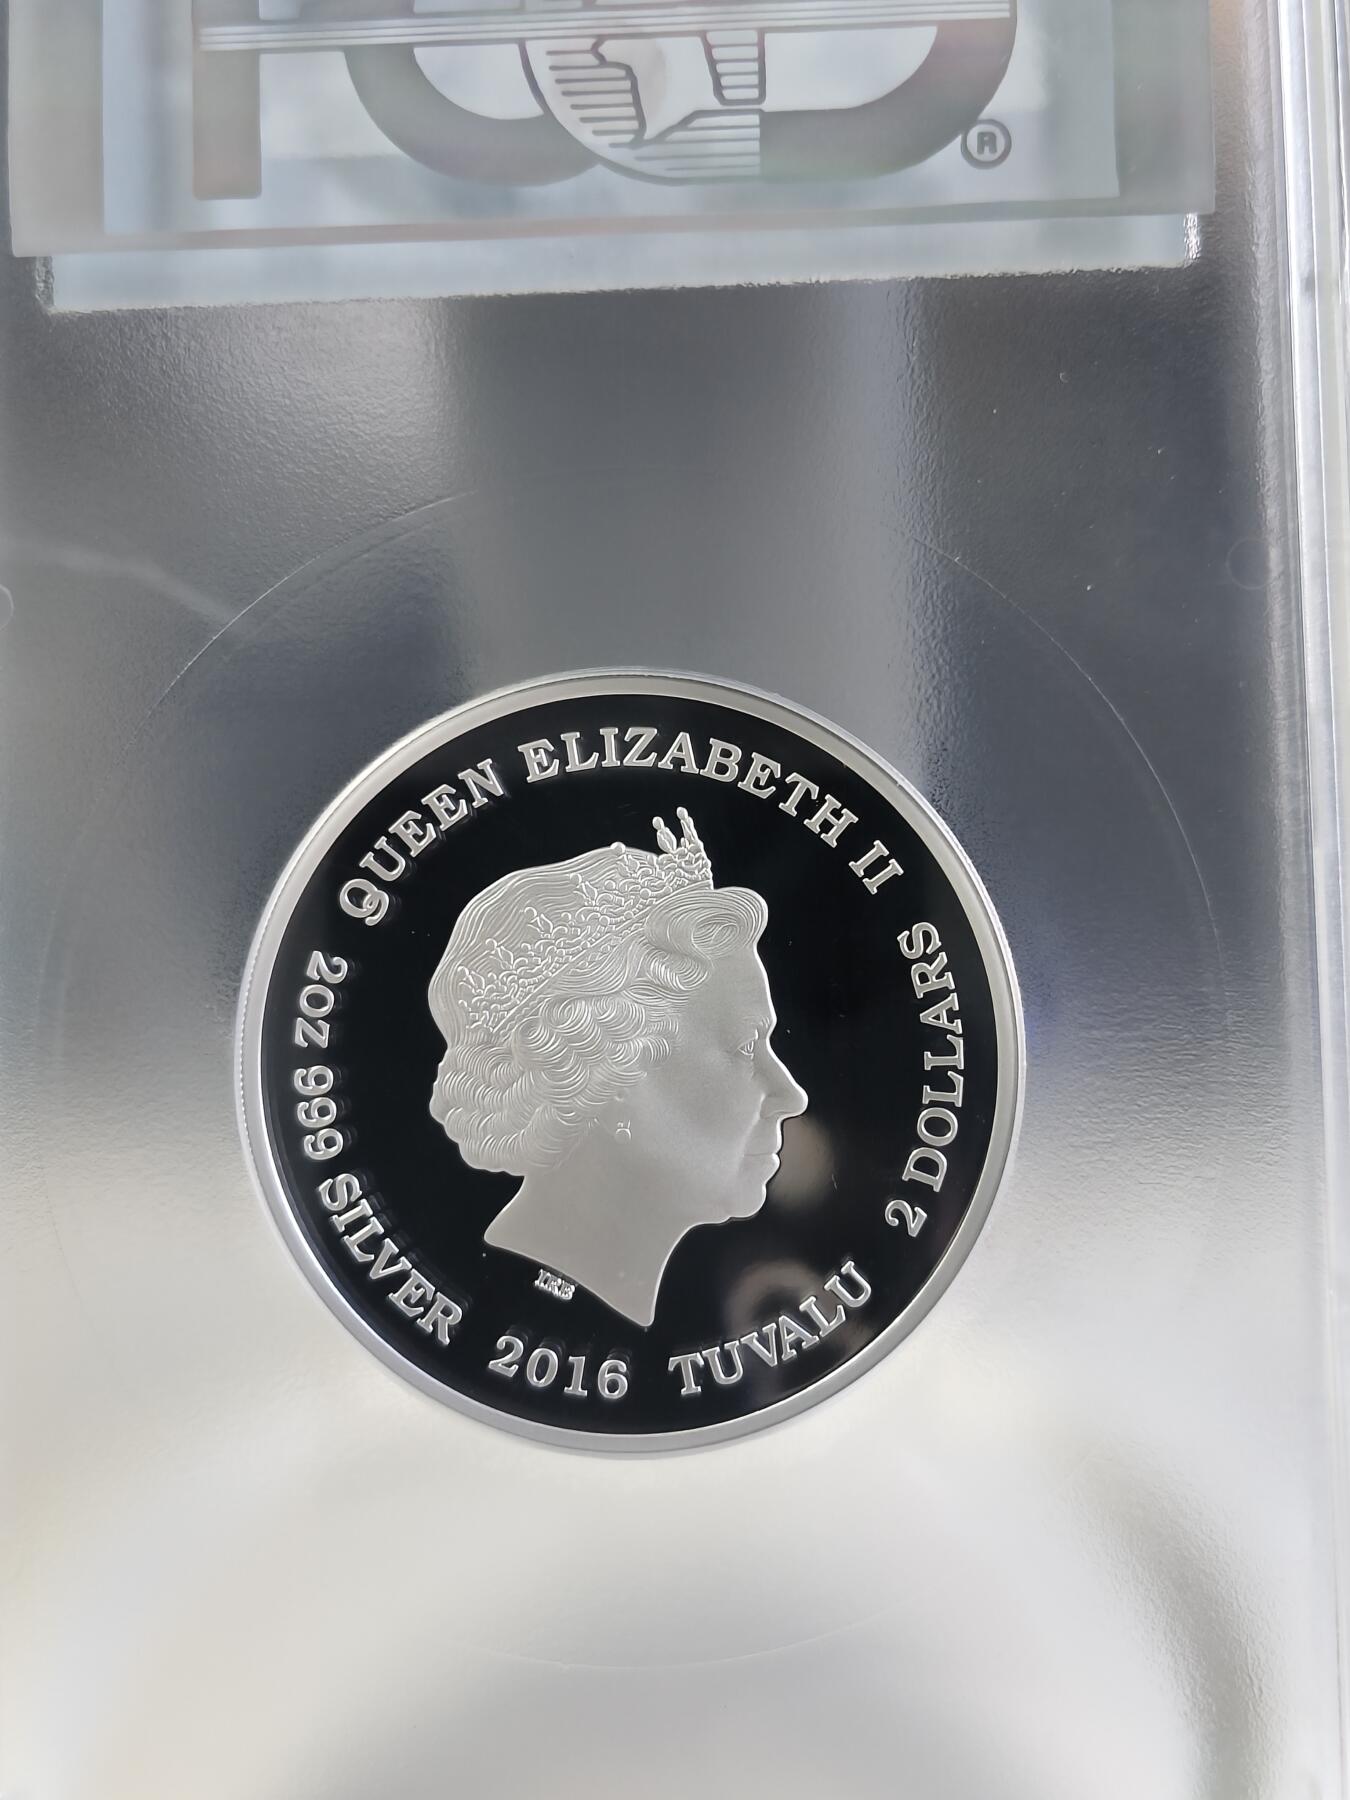 ®
QUEEN ELIZABETH II
2 DOLLARS
TUVALU
2016
2OZ 999 SILVER
IRB